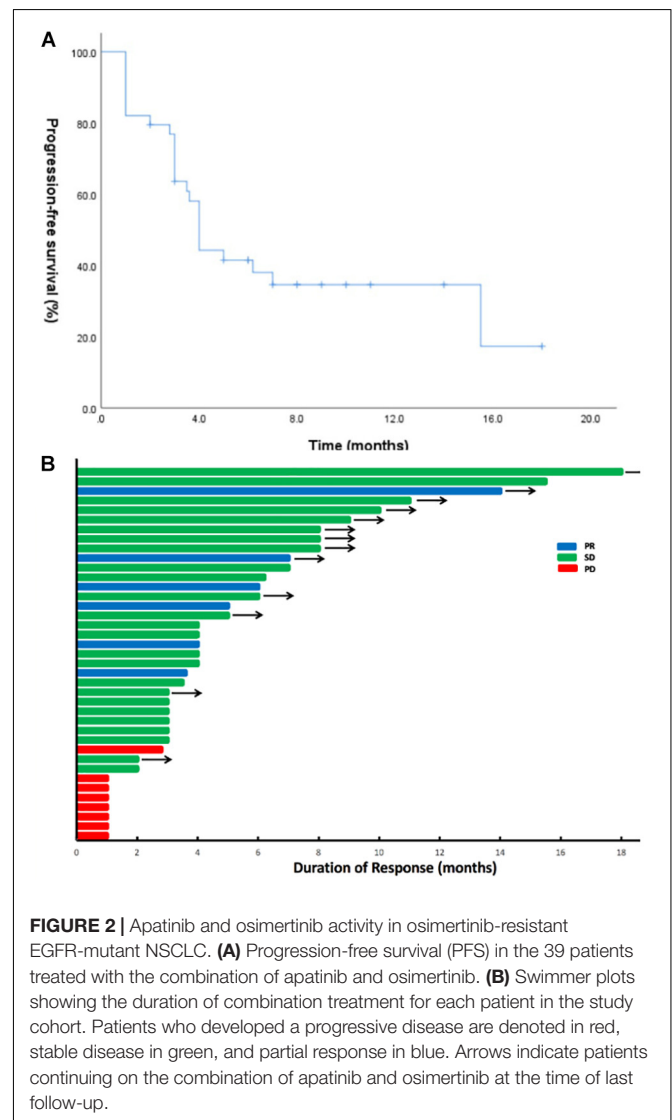 A
100.0
80.0
60.0
40.0
20.0
0.0
Progression-free survival (%)
.0 4.0 8.0 12.0 16.0 20.0
Time (months)
B
PR
SD
PD
0 2 4 6 8 10 12 14 16 18
Duration of Response (months)
FIGURE 2 | Apatinib and osimertinib activity in osimertinib-resistant
EGFR-mutant NSCLC. (A) Progression-free survival (PFS) in the 39 patients
treated with the combination of apatinib and osimertinib. (B) Swimmer plots
showing the duration of combination treatment for each patient in the study
cohort. Patients who developed a progressive disease are denoted in red,
stable disease in green, and partial response in blue. Arrows indicate patients
continuing on the combination of apatinib and osimertinib at the time of last
follow-up.